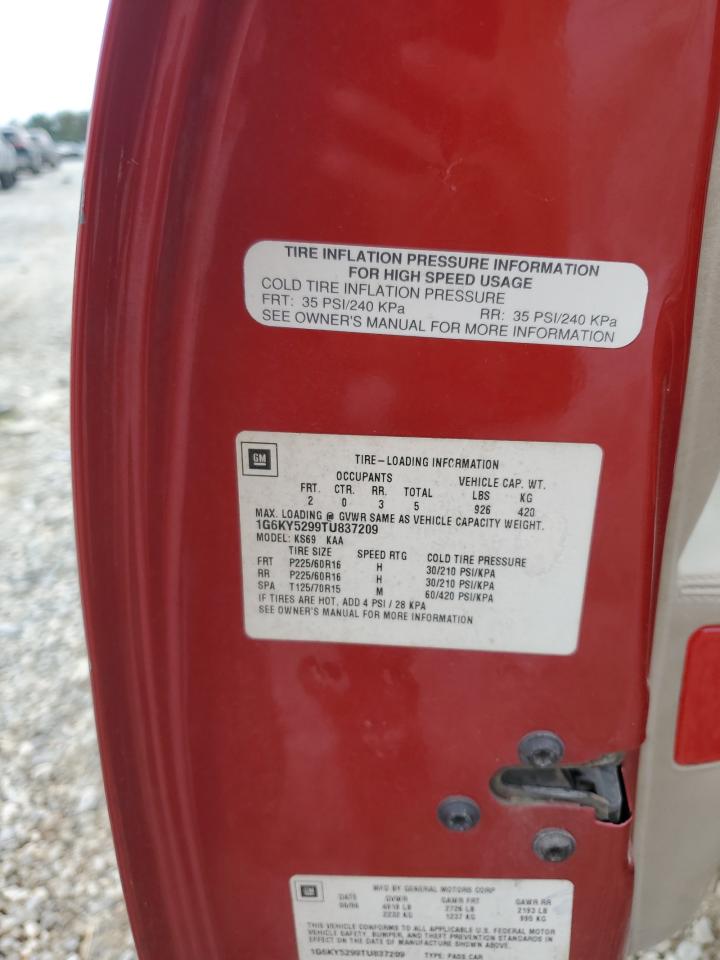 TIRE INFLATION PRESSURE INFORMATION
FOR HIGH SPEED USAGE
COLD TIRE INFLATION PRESSURE
FRT: 35 PSI/240 KPa RR: 35 PSI/240 KPa
SEE OWNER'S MANUAL FOR MORE INFORMATION
GM
TIRE-LOADING INFORMATION
OCCUPANTS VEHICLE CAP. WT.
FRT. CTR. RR. TOTAL LBS KG
2 0 3 5 926 420
MAX. LOADING @ GVWR SAME AS VEHICLE CAPACITY WEIGHT.
1G6KY5299TU837209
MODEL: KS69 KAA
TIRE SIZE SPEED RTG COLD TIRE PRESSURE
FRT P225/60R16 H 30/210 PSI/KPA
RR P225/60R16 H 30/210 PSI/KPA
SPA T125/70R15 M 60/420 PSI/KPA
IF TIRES ARE HOT, ADD 4 PSI / 28 KPA
SEE OWNER'S MANUAL FOR MORE INFORMATION
GM
MFD BY GENERAL MOTORS CORP
DATE GVWR GAWR FRT GAWR RR
LB 2726 LB 2193 LB
2232 KG 1237 KG 995 KG
THIS VEHICLE CONFORMS TO ALL APPLICABLE U.S. FEDERAL MOTOR
VEHICLE SAFETY, BUMPER, AND THEFT PREVENTION STANDARDS IN
EFFECT ON THE DATE OF MANUFACTURE SHOWN ABOVE.
1G6KY5299TU837209 TYPE: PASS CAR